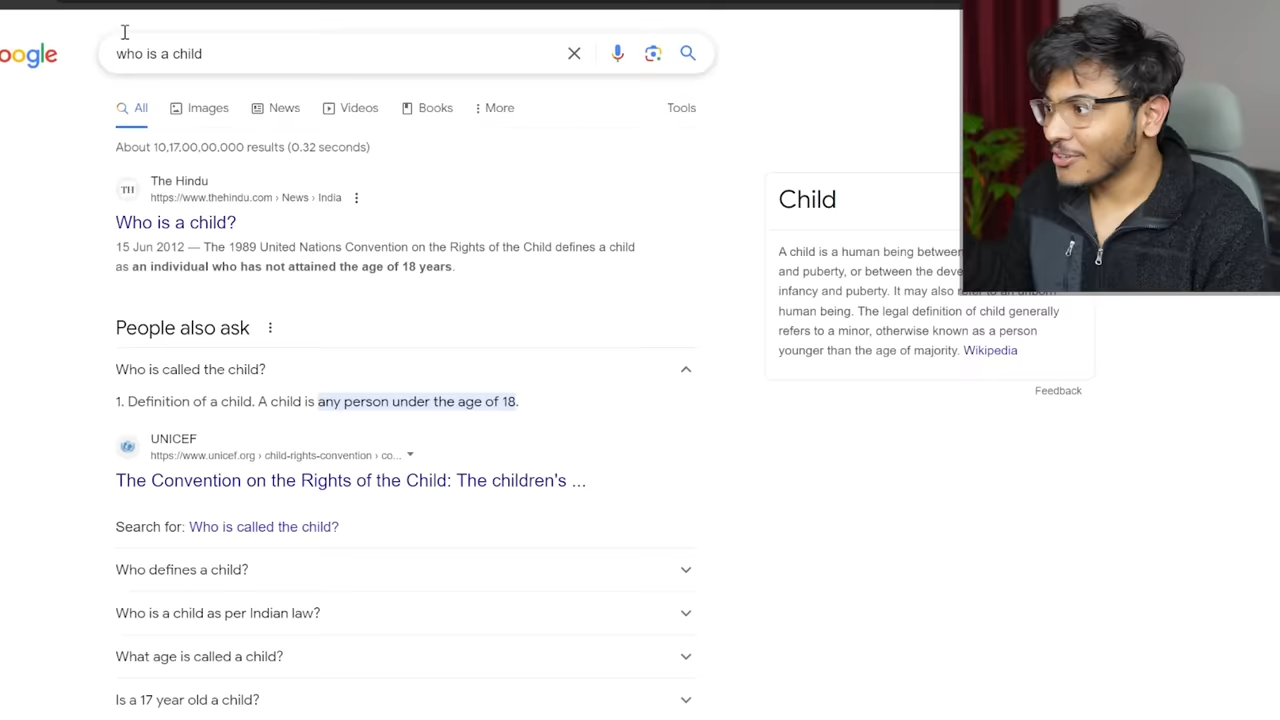 oogle
who is a child
All
Images
News
Videos
Books
More
Tools
About 10,17,00,00,000 results (0.32 seconds)
TH
The Hindu
https://www.thehindu.com › News › India
Who is a child?
15 Jun 2012 — The 1989 United Nations Convention on the Rights of the Child defines a child
as an individual who has not attained the age of 18 years.
People also ask
Who is called the child?
1. Definition of a child. A child is any person under the age of 18.
UNICEF
https://www.unicef.org › child-rights-convention › co...
The Convention on the Rights of the Child: The children's ...
Search for: Who is called the child?
Who defines a child?
Who is a child as per Indian law?
What age is called a child?
Is a 17 year old a child?
Child
A child is a human being between
and puberty, or between the deve
infancy and puberty. It may also refer to an unborn
human being. The legal definition of child generally
refers to a minor, otherwise known as a person
younger than the age of majority. Wikipedia
Feedback